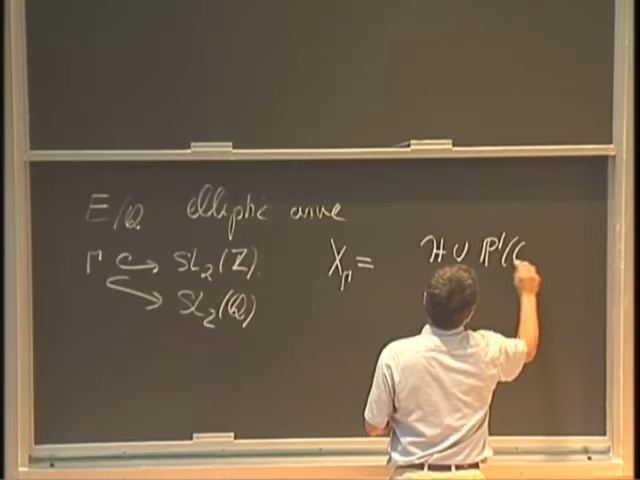 E/ℚ elliptic curve
Γ ↪ SL₂(ℤ).
↪ SL₂(ℚ)
X_Γ = ℋ ∪ ℙ¹(